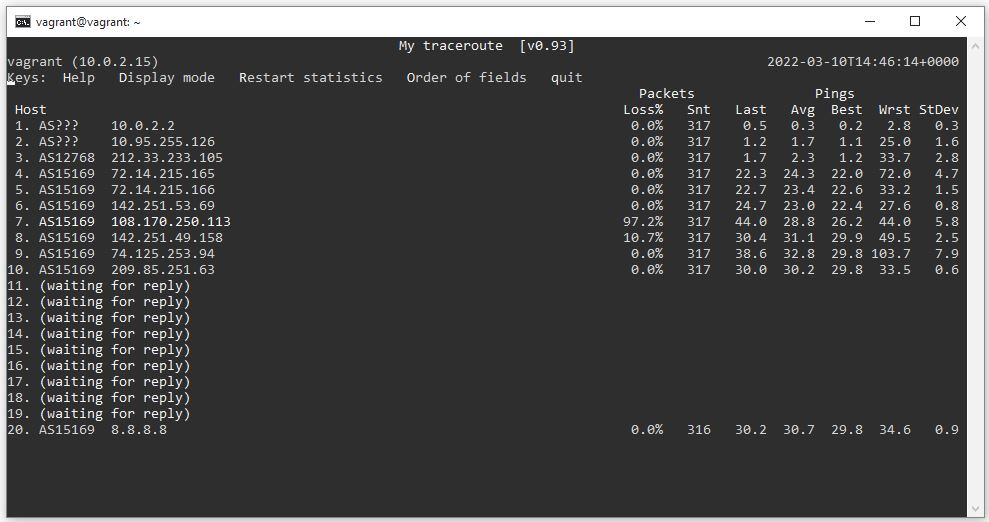 vagrant@vagrant: ~
My traceroute  [v0.93]
vagrant (10.0.2.15)                                                                            2022-03-10T14:46:14+0000
Keys:  Help   Display mode   Restart statistics   Order of fields   quit
                                                                               Packets               Pings
 Host                                                                        Loss%   Snt   Last   Avg  Best  Wrst StDev
 1. AS???    10.0.2.2                                                         0.0%   317    0.5   0.3   0.2   2.8   0.3
 2. AS???    10.95.255.126                                                    0.0%   317    1.2   1.7   1.1  25.0   1.6
 3. AS12768  212.33.233.105                                                   0.0%   317    1.7   2.3   1.2  33.7   2.8
 4. AS15169  72.14.215.165                                                    0.0%   317   22.3  24.3  22.0  72.0   4.7
 5. AS15169  72.14.215.166                                                    0.0%   317   22.7  23.4  22.6  33.2   1.5
 6. AS15169  142.251.53.69                                                    0.0%   317   24.7  23.0  22.4  27.6   0.8
 7. AS15169  108.170.250.113                                                 97.2%   317   44.0  28.8  26.2  44.0   5.8
 8. AS15169  142.251.49.158                                                  10.7%   317   30.4  31.1  29.9  49.5   2.5
 9. AS15169  74.125.253.94                                                    0.0%   317   38.6  32.8  29.8 103.7   7.9
10. AS15169  209.85.251.63                                                    0.0%   317   30.0  30.2  29.8  33.5   0.6
11. (waiting for reply)
12. (waiting for reply)
13. (waiting for reply)
14. (waiting for reply)
15. (waiting for reply)
16. (waiting for reply)
17. (waiting for reply)
18. (waiting for reply)
19. (waiting for reply)
20. AS15169  8.8.8.8                                                          0.0%   316   30.2  30.7  29.8  34.6   0.9